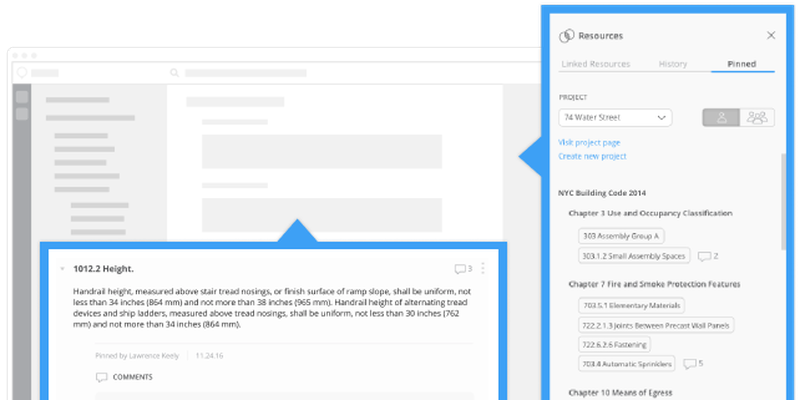 Resources
Linked Resources History Pinned
PROJECT
74 Water Street
Visit project page
Create new project
NYC Building Code 2014
Chapter 3 Use and Occupancy Classification
303 Assembly Group A
303.1.2 Small Assembly Spaces 2
Chapter 7 Fire and Smoke Protection Features
703.5.1 Elementary Materials
722.2.1.3 Joints Between Precast Wall Panels
722.6.2.6 Fastening
703.4 Automatic Sprinklers 5
Chapter 10 Means of Egress
1012.2 Height. 3
Handrail height, measured above stair tread nosings, or finish surface of ramp slope, shall be uniform, not
less than 34 inches (864 mm) and not more than 38 inches (965 mm). Handrail height of alternating tread
devices and ship ladders, measured above tread nosings, shall be uniform, not less than 30 inches (762
mm) and not more than 34 inches (864 mm).
Pinned by Lawrence Keely 11.24.16
COMMENTS